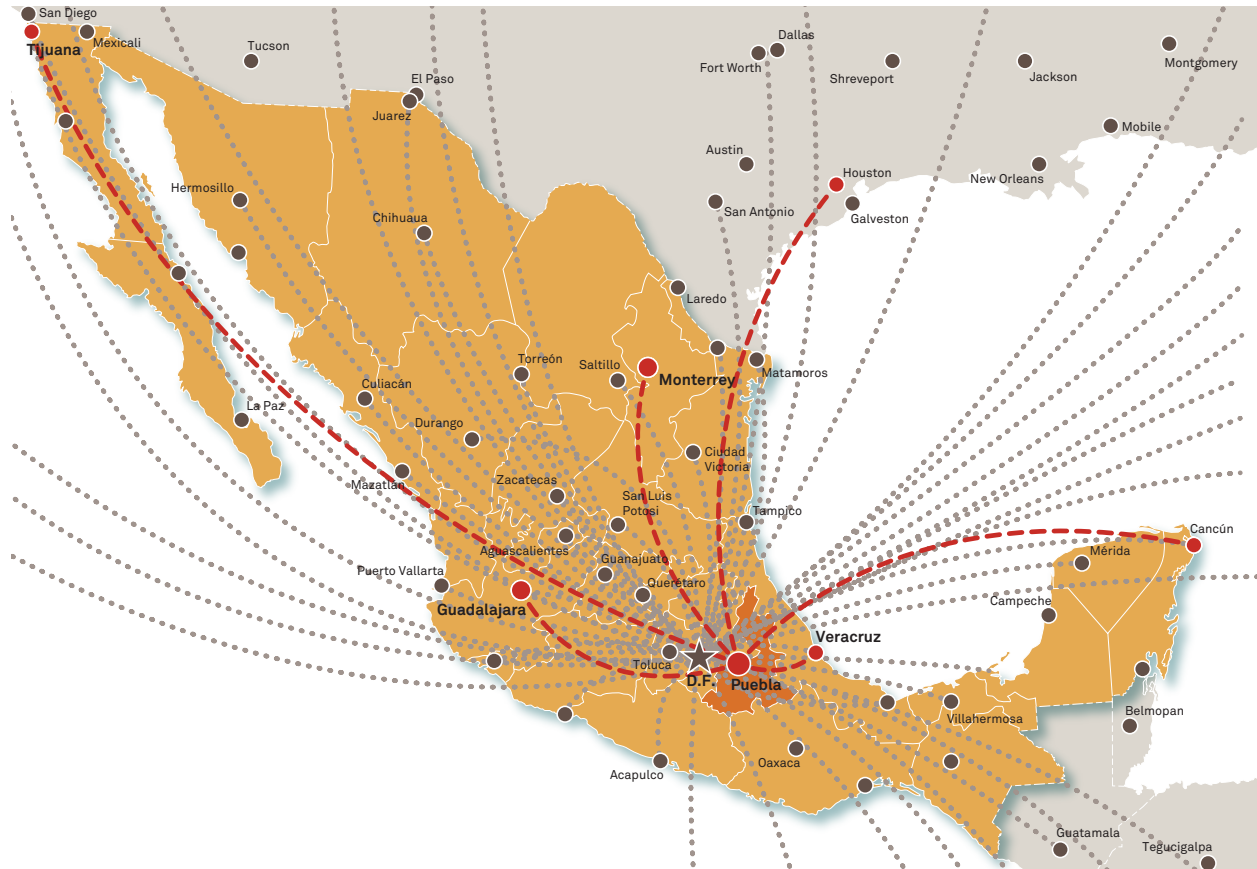 San Diego
Tijuana
Mexicali
Tucson
El Paso
Juarez
Dallas
Fort Worth
Shreveport
Jackson
Montgomery
Mobile
New Orleans
Austin
San Antonio
Houston
Galveston
Hermosillo
Chihuaua
Laredo
Torreón
Saltillo
Monterrey
Matamoros
Culiacán
La Paz
Durango
Ciudad
Victoria
Mazatlán
Zacatecas
San Luis
Potosi
Tampico
Aguascalientes
Guanajuato
Querétaro
Puerto Vallarta
Guadalajara
Cancún
Mérida
Campeche
Veracruz
Toluca
D.F.
Puebla
Villahermosa
Belmopan
Oaxaca
Acapulco
Guatamala
Tegucigalpa